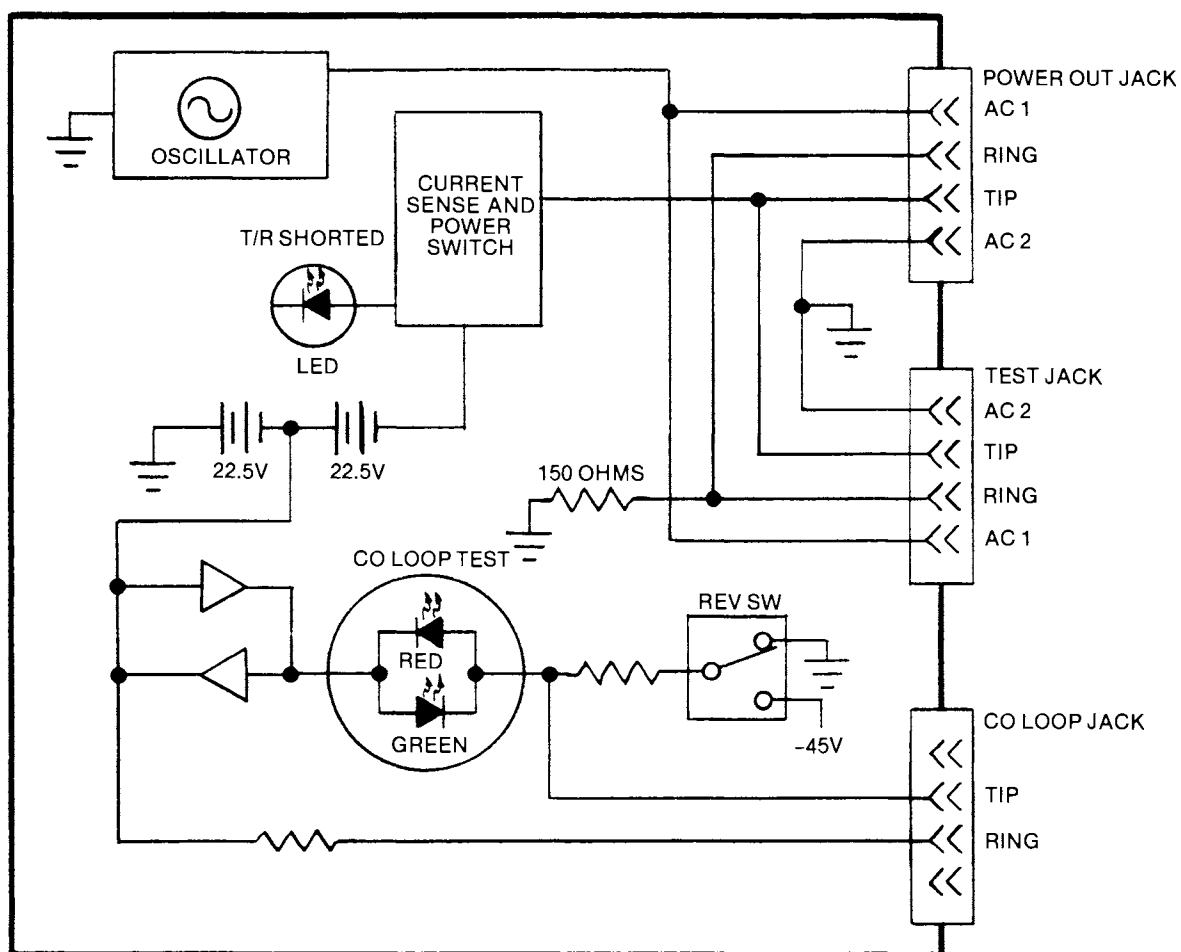 POWER OUT JACK
AC 1
RING
TIP
AC 2
OSCILLATOR
CURRENT
SENSE AND
POWER
SWITCH
T/R SHORTED
LED
TEST JACK
AC 2
TIP
RING
AC 1
22.5V
22.5V
150 OHMS
CO LOOP TEST
RED
GREEN
REV SW
-45V
CO LOOP JACK
TIP
RING